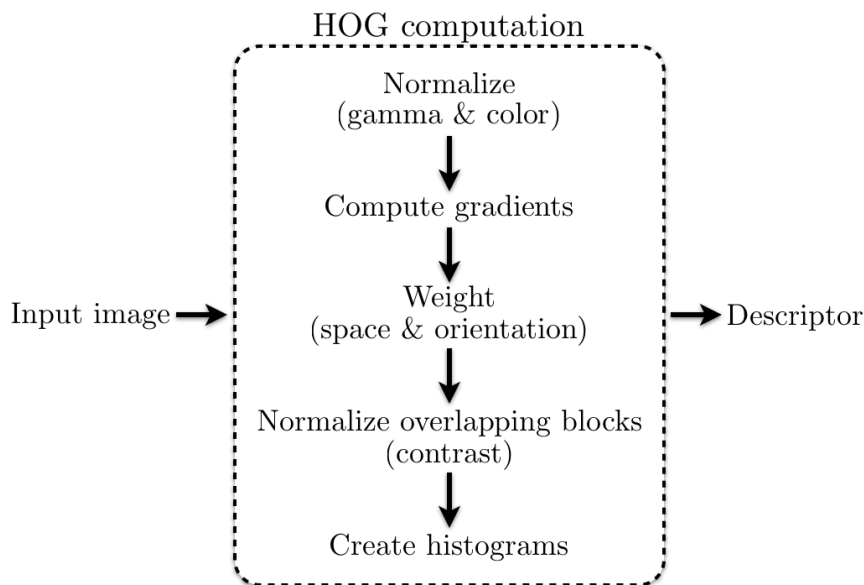 HOG computation
Normalize
(gamma & color)
Compute gradients
Weight
(space & orientation)
Input image
Descriptor
Normalize overlapping blocks
(contrast)
Create histograms